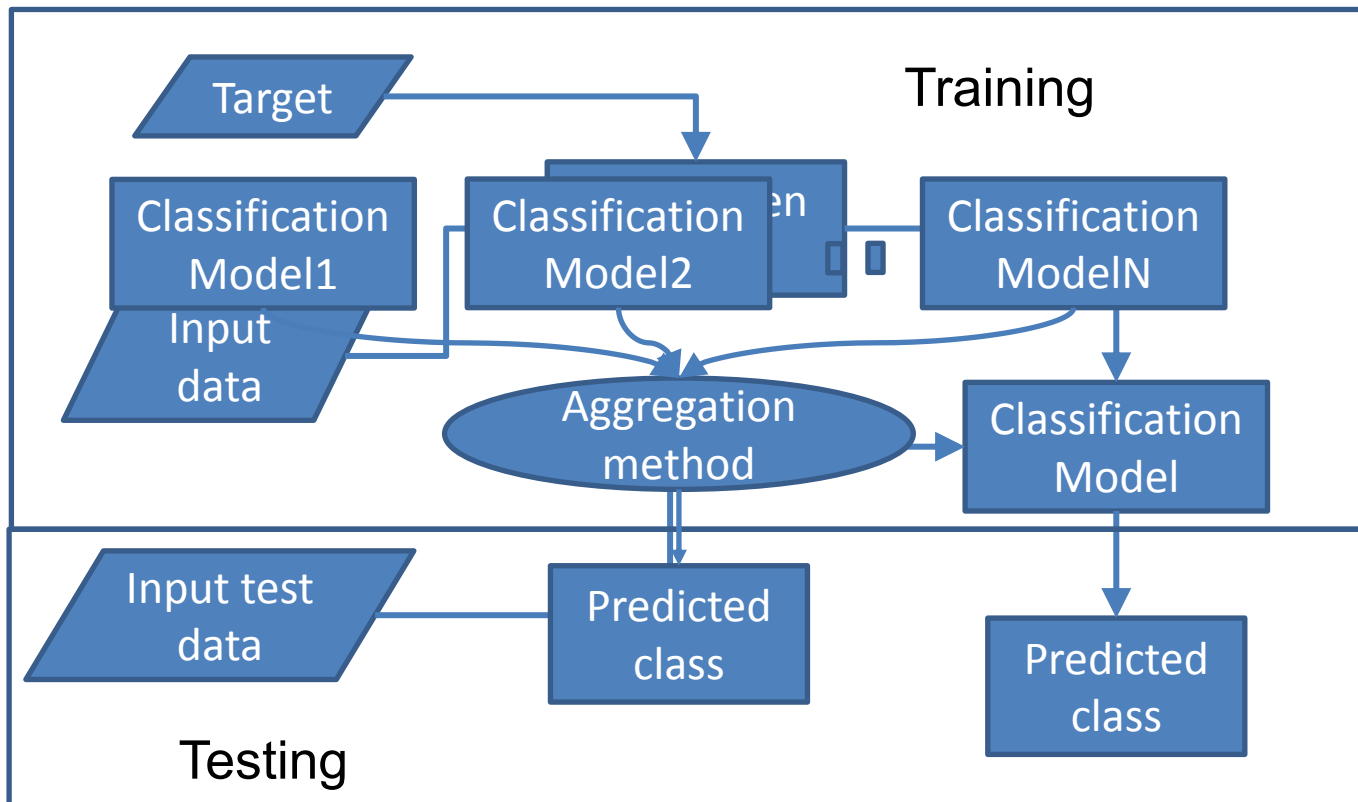 Training
Target
Classification
Model1
Classification
Model2
en
Classification
ModelN
Input
data
Aggregation
method
Classification
Model
Input test
data
Predicted
class
Predicted
class
Testing